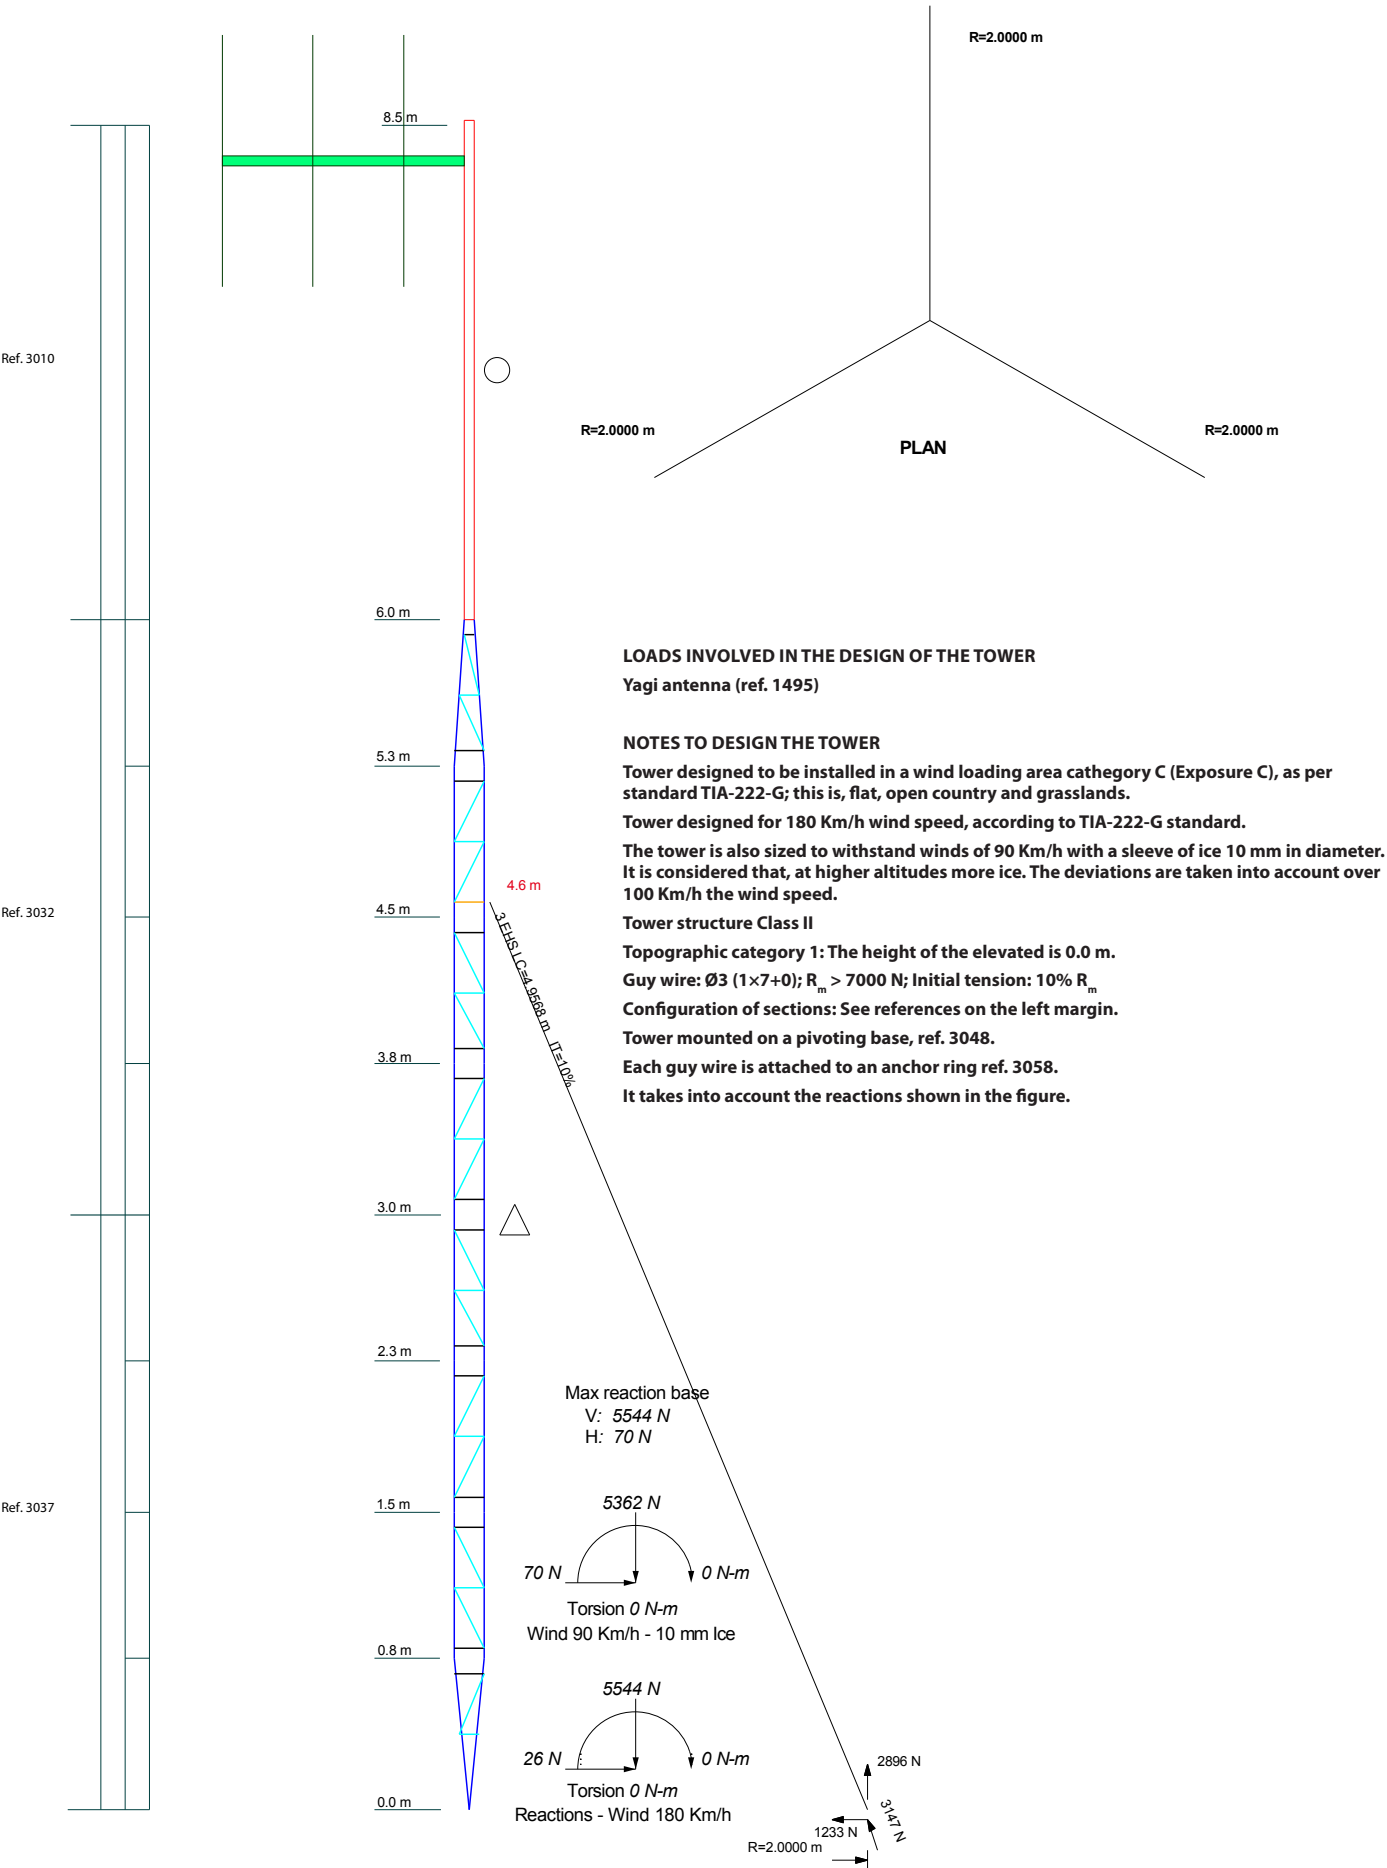 R=2.0000 m
8.5 m
Ref. 3010
R=2.0000 m
R=2.0000 m
PLAN
6.0 m
LOADS INVOLVED IN THE DESIGN OF THE TOWER
Yagi antenna (ref. 1495)
NOTES TO DESIGN THE TOWER
Tower designed to be installed in a wind loading area cathegory C (Exposure C), as per
standard TIA-222-G; this is, flat, open country and grasslands.
Tower designed for 180 Km/h wind speed, according to TIA-222-G standard.
The tower is also sized to withstand winds of 90 Km/h with a sleeve of ice 10 mm in diameter.
It is considered that, at higher altitudes more ice. The deviations are taken into account over
100 Km/h the wind speed.
Tower structure Class II
Topographic category 1: The height of the elevated is 0.0 m.
Guy wire: Ø3 (1×7+0); Rm > 7000 N; Initial tension: 10% Rm
Configuration of sections: See references on the left margin.
Tower mounted on a pivoting base, ref. 3048.
Each guy wire is attached to an anchor ring ref. 3058.
It takes into account the reactions shown in the figure.
5.3 m
4.6 m
Ref. 3032
4.5 m
3 EHS LC=4.9568 m IT=10%
3.8 m
3.0 m
2.3 m
Max reaction base
V: 5544 N
H: 70 N
Ref. 3037
1.5 m
5362 N
70 N
0 N-m
Torsion 0 N-m
Wind 90 Km/h - 10 mm Ice
0.8 m
5544 N
26 N
0 N-m
Torsion 0 N-m
Reactions - Wind 180 Km/h
0.0 m
2896 N
3147 N
1233 N
R=2.0000 m